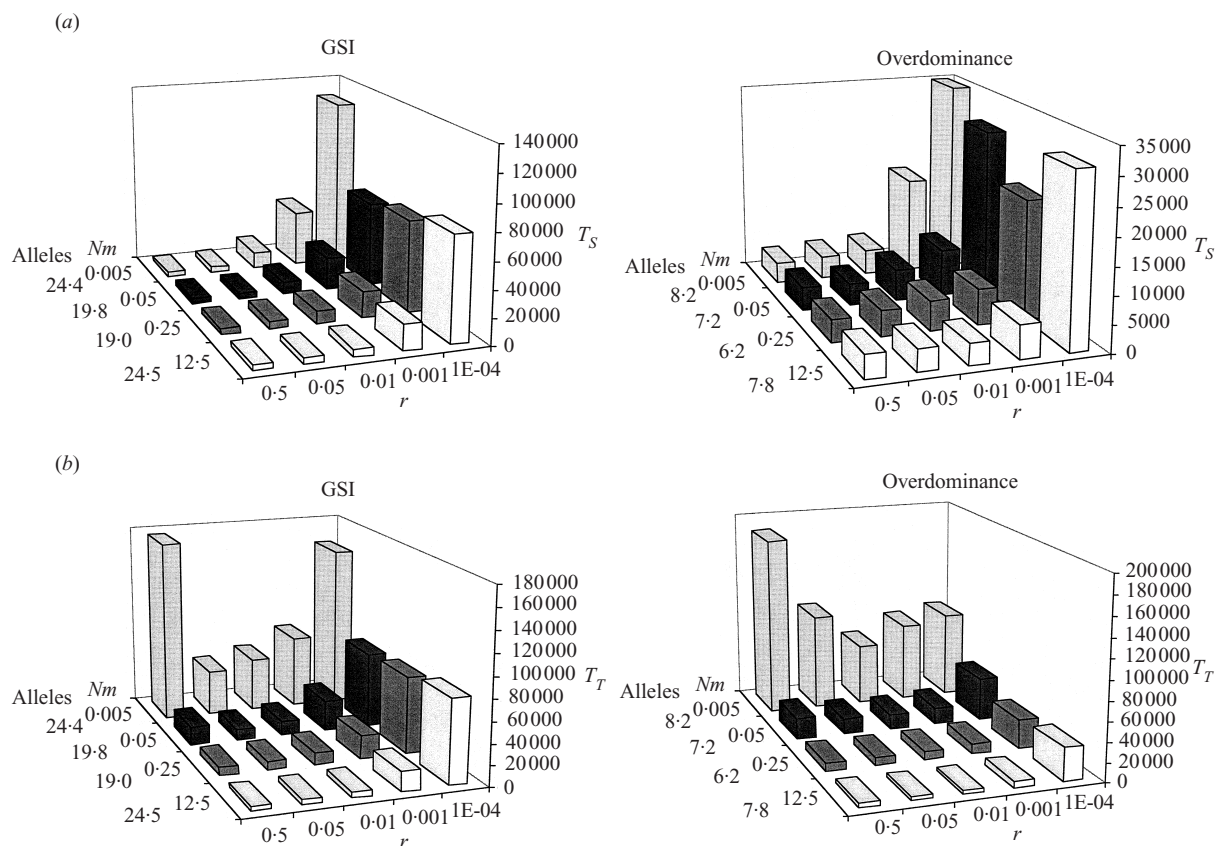 (a)
GSI
140 000
120 000
100 000
80 000
60 000
40 000
20 000
0
T_S
Alleles Nm
24·4 0·005
19·8 0·05
19·0 0·25
24·5 12·5
0·5 0·05 0·01 0·001 1E-04
r
Overdominance
35 000
30 000
25 000
20 000
15 000
10 000
5000
0
T_S
Alleles Nm
8·2 0·005
7·2 0·05
6·2 0·25
7·8 12·5
0·5 0·05 0·01 0·001 1E-04
r
(b)
GSI
180 000
160 000
140 000
120 000
100 000
80 000
60 000
40 000
20 000
0
T_T
Alleles Nm
24·4 0·005
19·8 0·05
19·0 0·25
24·5 12·5
0·5 0·05 0·01 0·001 1E-04
r
Overdominance
200 000
180 000
160 000
140 000
120 000
100 000
80 000
60 000
40 000
20 000
0
T_T
Alleles Nm
8·2 0·005
7·2 0·05
6·2 0·25
7·8 12·5
0·5 0·05 0·01 0·001 1E-04
r